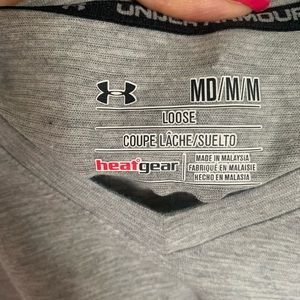 UNDER ARMOUR
MD/M/M
LOOSE
COUPE LÂCHE/SUELTO
heatgear
MADE IN MALAYSIA
FABRIQUÉ EN MALAISIE
HECHO EN MALASIA